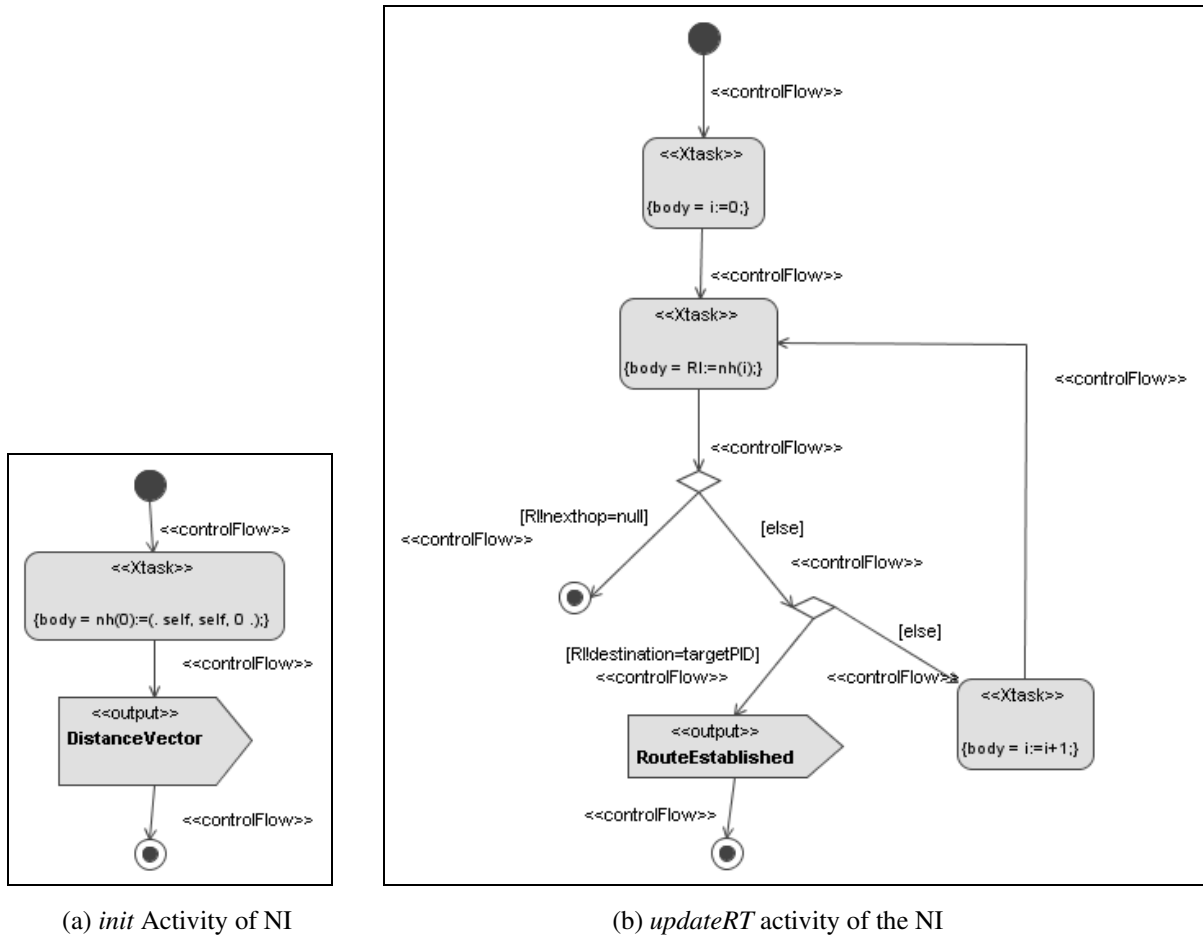 <<controlFlow>>
<<Xtask>>
{body = nh(0):=(. self, self, 0 .);}
<<controlFlow>>
<<output>>
DistanceVector
<<controlFlow>>
(a) init Activity of NI
<<controlFlow>>
<<Xtask>>
{body = i:=0;}
<<controlFlow>>
<<Xtask>>
{body = RI:=nh(i);}
<<controlFlow>>
<<controlFlow>>
[RI!nexthop=null]
<<controlFlow>>
[else]
<<controlFlow>>
[RI!destination=targetPID]
<<controlFlow>>
[else]
<<controlFlow>>
<<Xtask>>
{body = i:=i+1;}
<<output>>
RouteEstablished
<<controlFlow>>
(b) updateRT activity of the NI